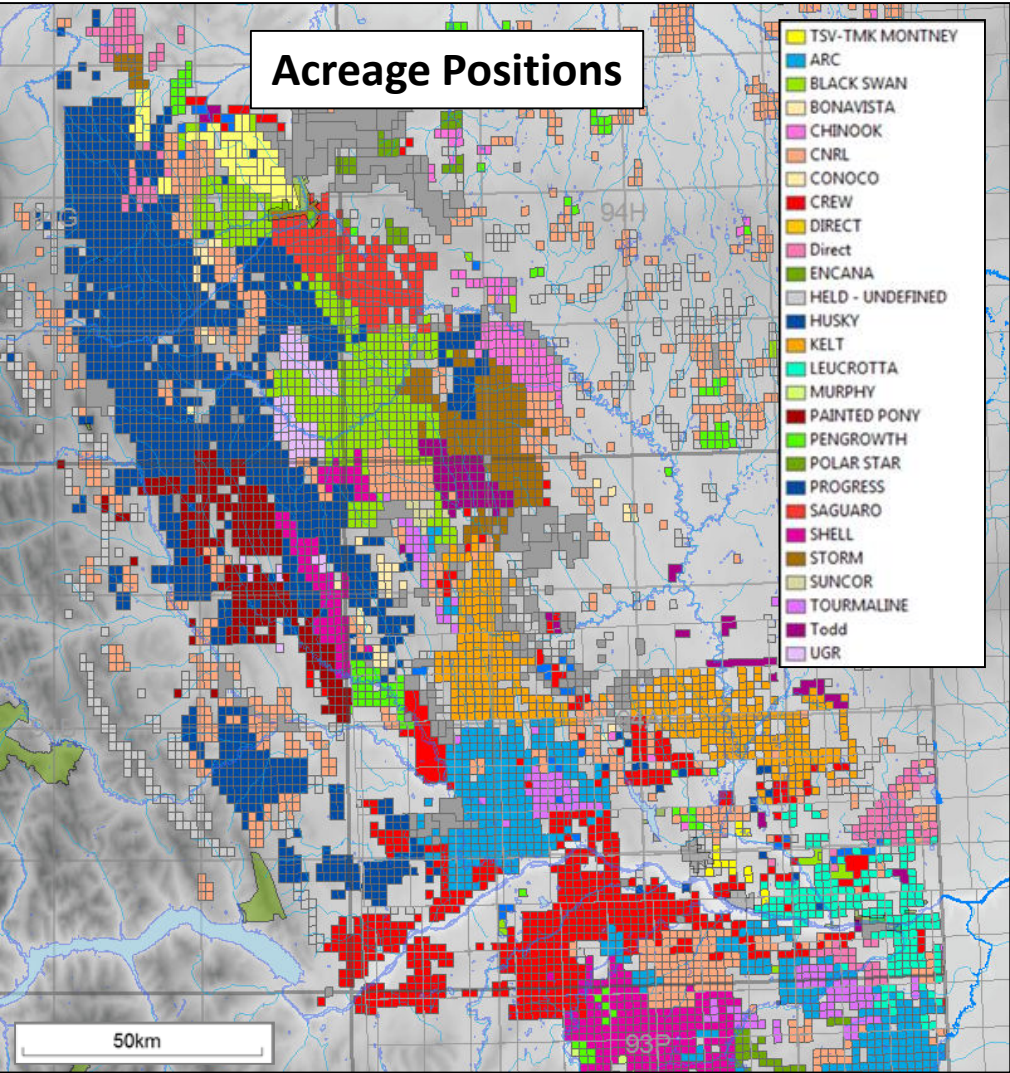 Acreage Positions
TSV-TMK MONTNEY
ARC
BLACK SWAN
BONAVISTA
CHINOOK
CNRL
CONOCO
CREW
DIRECT
Direct
ENCANA
HELD - UNDEFINED
HUSKY
KELT
LEUCROTTA
MURPHY
PAINTED PONY
PENGROWTH
POLAR STAR
PROGRESS
SAGUARO
SHELL
STORM
SUNCOR
TOURMALINE
Todd
UGR
94H
93P
50km